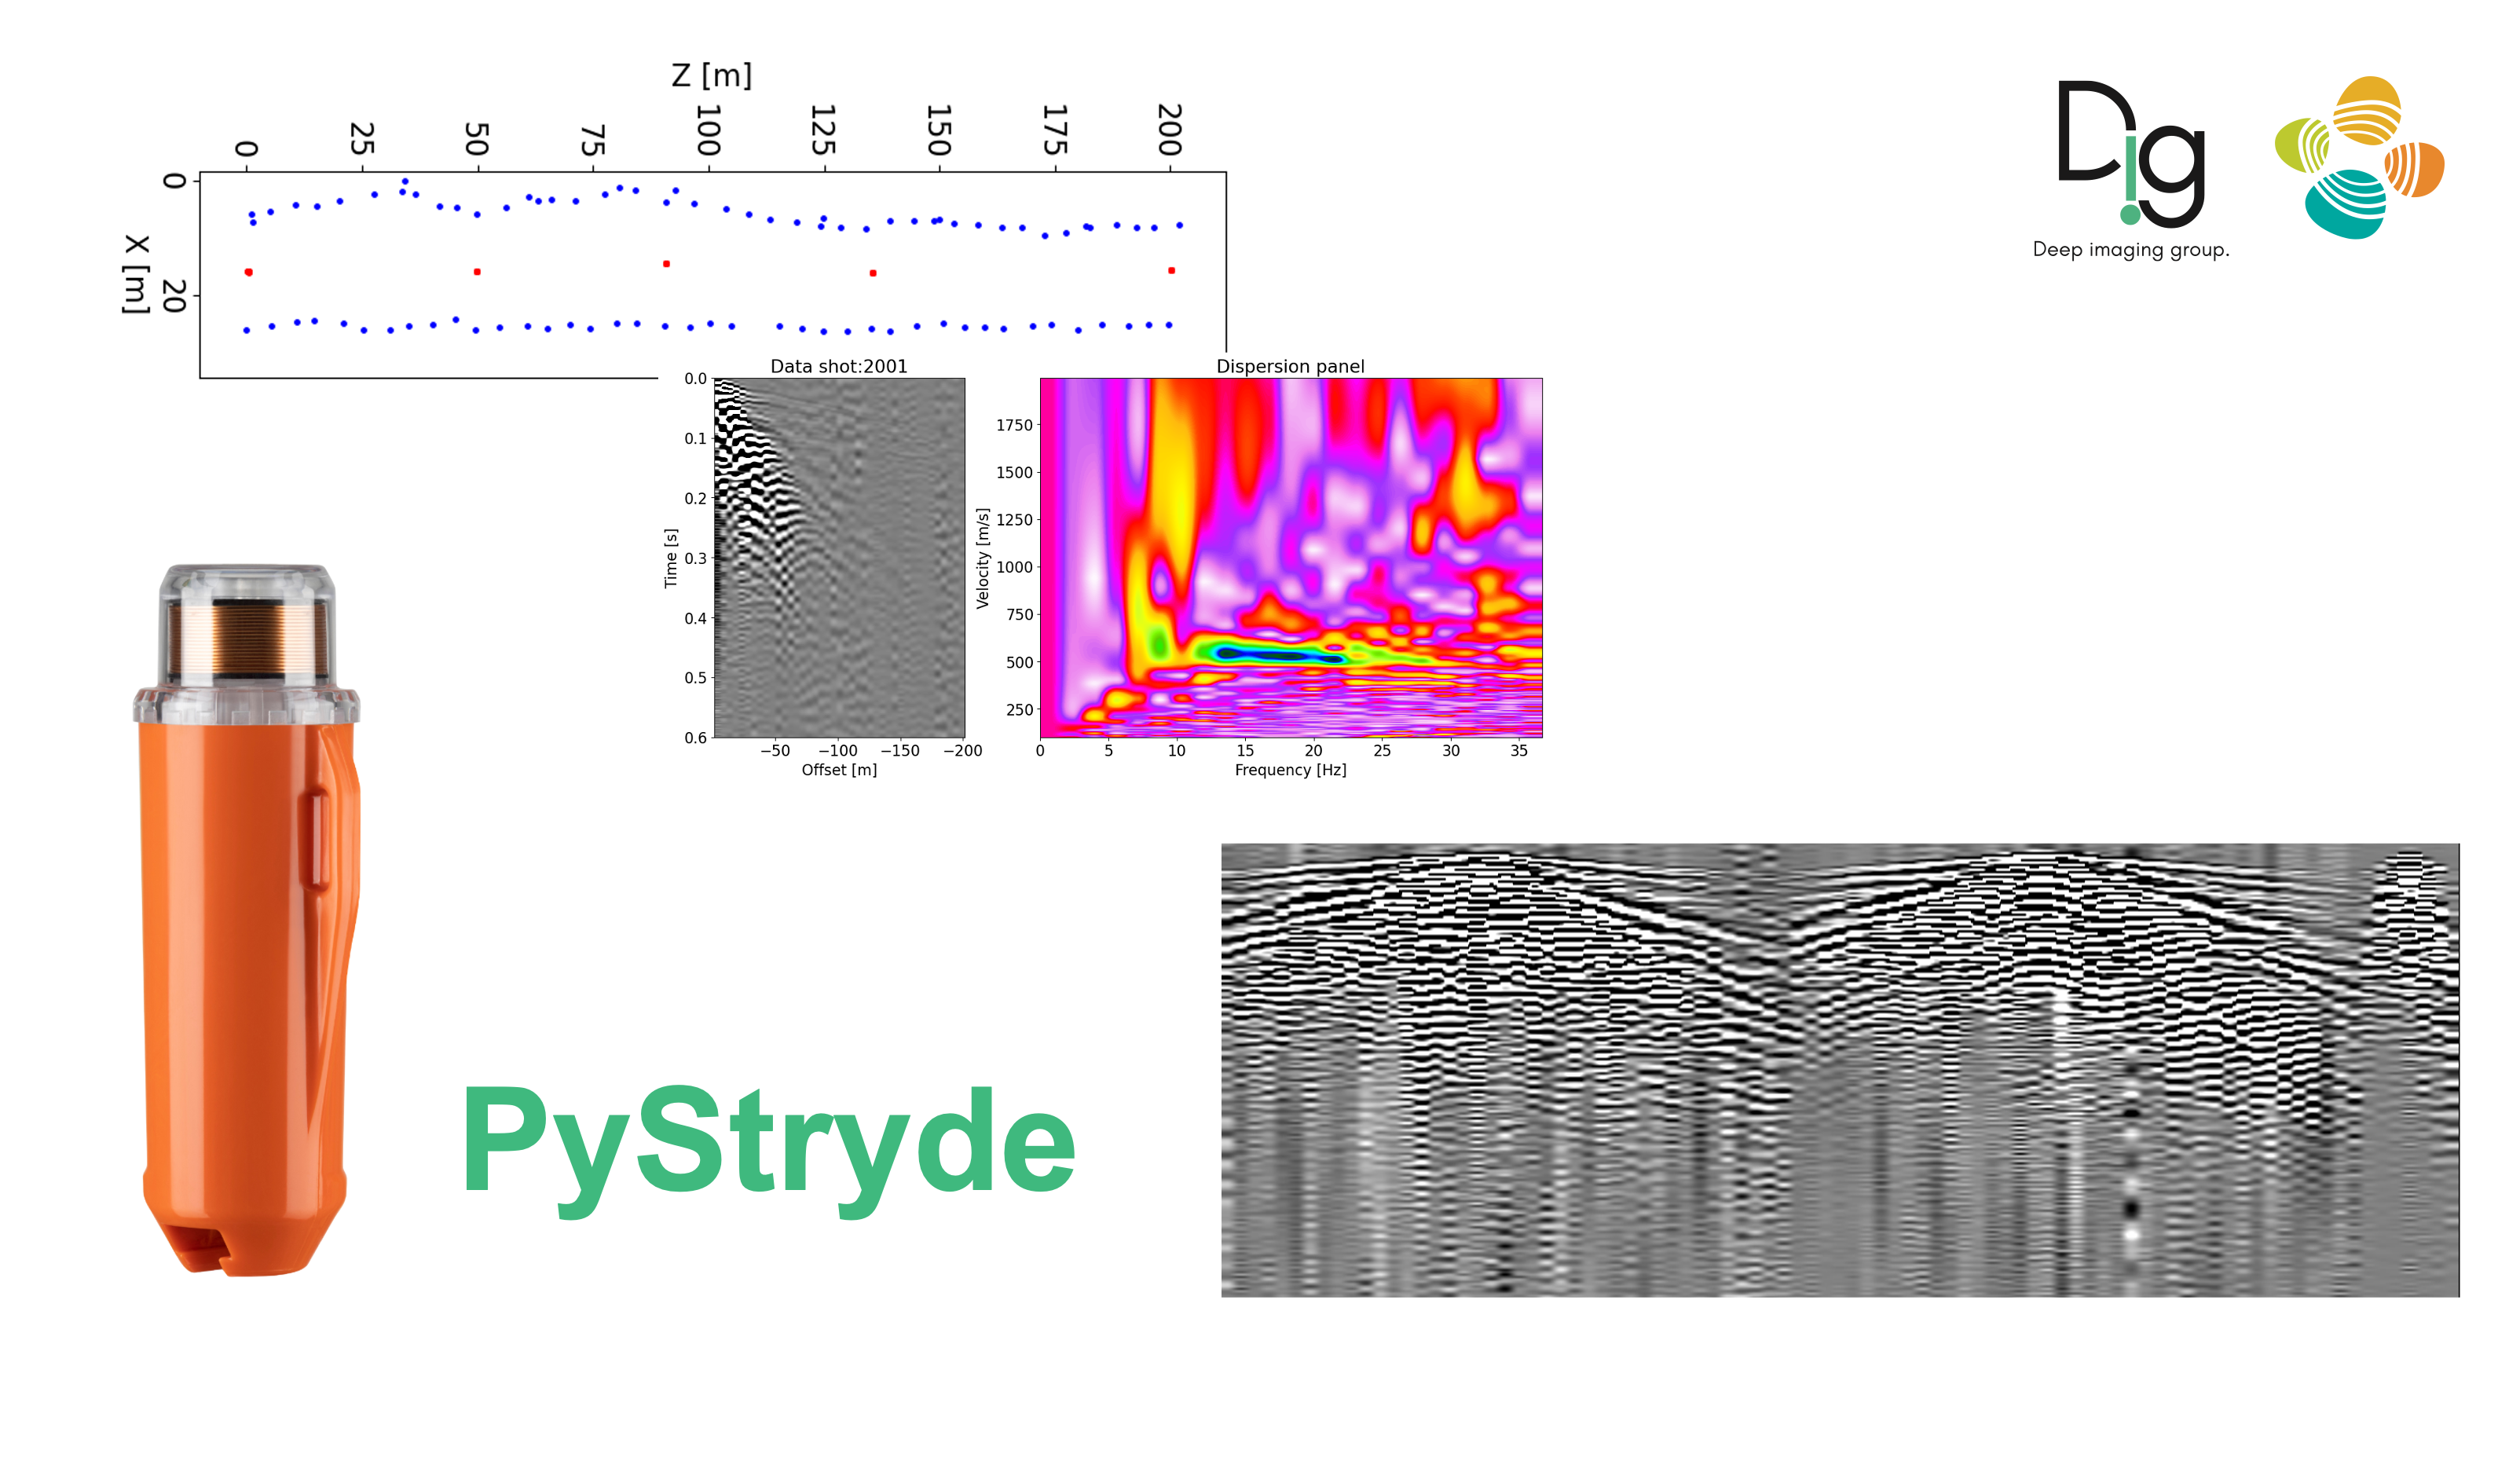 Z [m]
0 25 50 75 100 125 150 175 200
0
20
X [m]
Dig
Deep imaging group.
Data shot:2001
0.0
0.1
0.2
0.3
0.4
0.5
0.6
Time [s]
−50 −100 −150 −200
Offset [m]
Dispersion panel
1750
1500
1250
1000
750
500
250
Velocity [m/s]
0 5 10 15 20 25 30 35
Frequency [Hz]
PyStryde